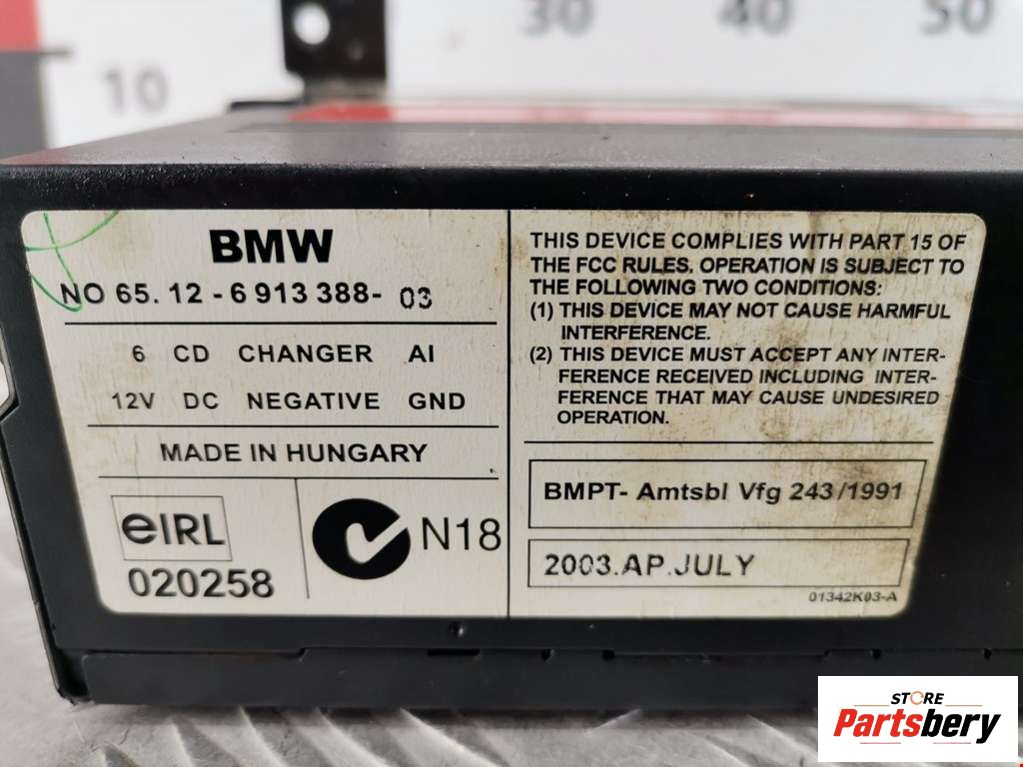 10
30
40
50
BMW
NO 65. 12 - 6 913 388- 03
6 CD CHANGER AI
12V DC NEGATIVE GND
MADE IN HUNGARY
eIRL
020258
N18
THIS DEVICE COMPLIES WITH PART 15 OF
THE FCC RULES. OPERATION IS SUBJECT TO
THE FOLLOWING TWO CONDITIONS:
(1) THIS DEVICE MAY NOT CAUSE HARMFUL
INTERFERENCE.
(2) THIS DEVICE MUST ACCEPT ANY INTER-
FERENCE RECEIVED INCLUDING INTER-
FERENCE THAT MAY CAUSE UNDESIRED
OPERATION.
BMPT- Amtsbl Vfg 243/1991
2003.AP.JULY
01342K03-A
STORE
Partsbery